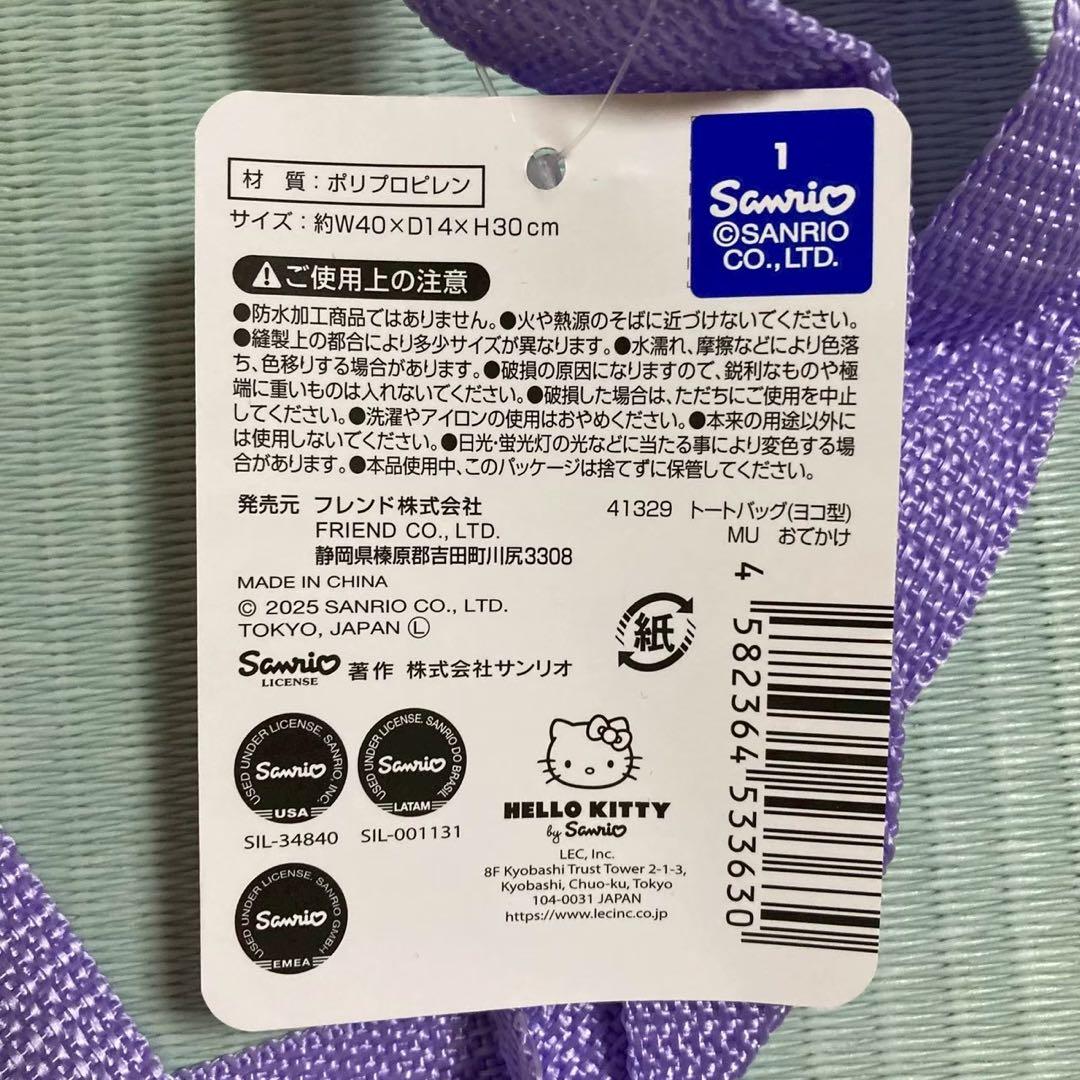 材 質：ポリプロピレン
サイズ：約W40×D14×H30cm
1
Sanrio
©SANRIO
CO.,LTD.
ご使用上の注意
●防水加工商品ではありません。●火や熱源のそばに近づけないでください。
●縫製上の都合により多少サイズが異なります。●水濡れ、摩擦などにより色落
ち、色移りする場合があります。●破損の原因になりますので、鋭利なものや極
端に重いものは入れないでください。●破損した場合は、ただちにご使用を中止
してください。●洗濯やアイロンの使用はおやめください。●本来の用途以外に
は使用しないでください。●日光・蛍光灯の光などに当たる事により変色する場
合があります。●本品使用中、このパッケージは捨てずに保管してください。
発売元 フレンド株式会社
FRIEND CO., LTD.
静岡県榛原郡吉田町川尻3308
41329 トートバッグ(ヨコ型)
MU おでかけ
MADE IN CHINA
© 2025 SANRIO CO., LTD.
TOKYO, JAPAN Ⓛ
Sanrio
LICENSE
著作 株式会社サンリオ
紙
4 582364 533630
USED UNDER LICENSE. SANRIO, INC.
Sanrio
USA
SIL-34840
USED UNDER LICENSE. SANRIO DO BRASIL
Sanrio
LATAM
SIL-001131
USED UNDER LICENSE. SANRIO GMBH
Sanrio
EMEA
HELLO KITTY
by Sanrio
LEC, Inc.
8F Kyobashi Trust Tower 2-1-3,
Kyobashi, Chuo-ku, Tokyo
104-0031 JAPAN
https://www.lecinc.co.jp